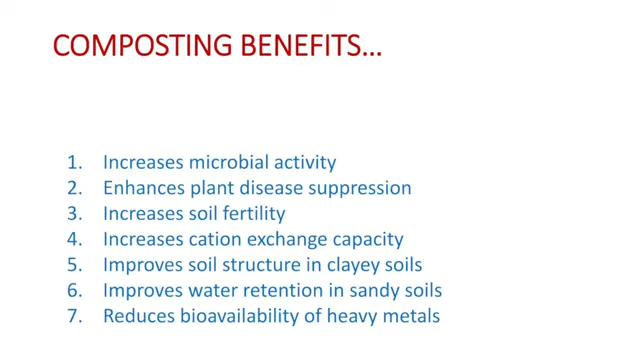 COMPOSTING BENEFITS...
1. Increases microbial activity
2. Enhances plant disease suppression
3. Increases soil fertility
4. Increases cation exchange capacity
5. Improves soil structure in clayey soils
6. Improves water retention in sandy soils
7. Reduces bioavailability of heavy metals